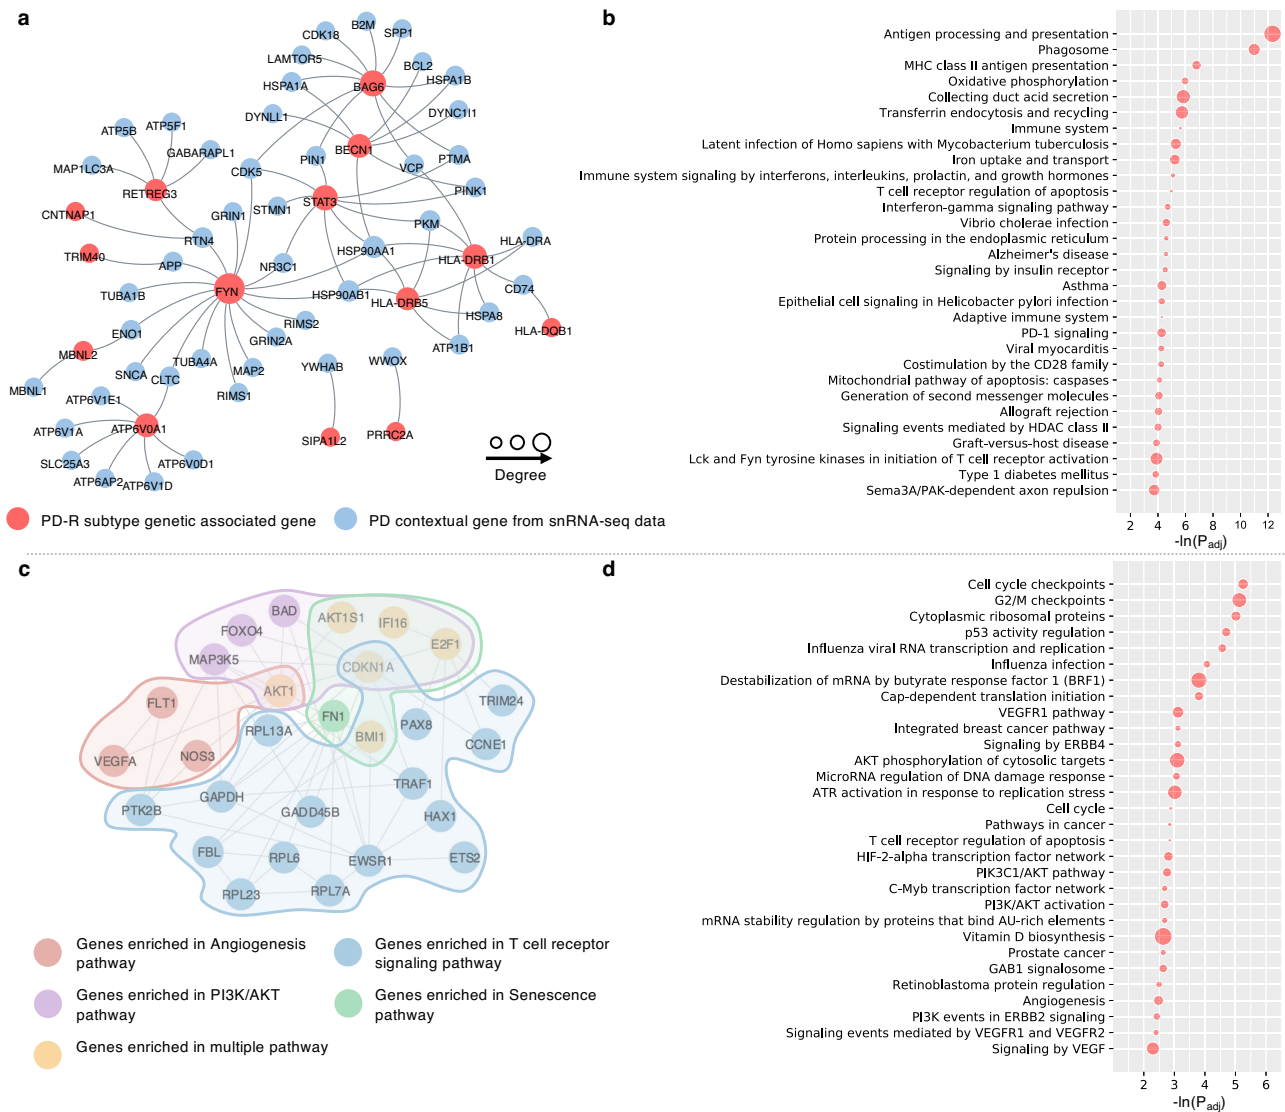 a
B2M
CDK18
SPP1
LAMTOR5
BCL2
HSPA1A
BAG6
HSPA1B
DYNLL1
DYNC1I1
ATP5B
ATP5F1
GABARAPL1
BECN1
PIN1
PTMA
MAP1LC3A
CDK5
VCP
RETREG3
PINK1
STAT3
CNTNAP1
GRIN1
STMN1
PKM
RTN4
HLA-DRA
TRIM40
APP
HSP90AA1
NR3C1
HLA-DRB1
TUBA1B
FYN
HSP90AB1
CD74
HLA-DRB5
ENO1
RIMS2
HSPA8
GRIN2A
HLA-DQB1
MBNL2
ATP1B1
TUBA4A
SNCA
CLTC
MAP2
YWHAB
WWOX
MBNL1
RIMS1
ATP6V1E1
ATP6V1A
ATP6V0A1
SIPA1L2
PRRC2A
SLC25A3
ATP6V0D1
ATP6AP2
ATP6V1D
Degree
PD-R subtype genetic associated gene
PD contextual gene from snRNA-seq data
b
Antigen processing and presentation
Phagosome
MHC class II antigen presentation
Oxidative phosphorylation
Collecting duct acid secretion
Transferrin endocytosis and recycling
Immune system
Latent infection of Homo sapiens with Mycobacterium tuberculosis
Iron uptake and transport
Immune system signaling by interferons, interleukins, prolactin, and growth hormones
T cell receptor regulation of apoptosis
Interferon-gamma signaling pathway
Vibrio cholerae infection
Protein processing in the endoplasmic reticulum
Alzheimer's disease
Signaling by insulin receptor
Asthma
Epithelial cell signaling in Helicobacter pylori infection
Adaptive immune system
PD-1 signaling
Viral myocarditis
Costimulation by the CD28 family
Mitochondrial pathway of apoptosis: caspases
Generation of second messenger molecules
Allograft rejection
Signaling events mediated by HDAC class II
Graft-versus-host disease
Lck and Fyn tyrosine kinases in initiation of T cell receptor activation
Type 1 diabetes mellitus
Sema3A/PAK-dependent axon repulsion
2 4 6 8 10 12
-ln(Padj)
c
BAD
AKT1S1
IFI16
FOXO4
E2F1
MAP3K5
CDKN1A
AKT1
FLT1
TRIM24
FN1
PAX8
RPL13A
BMI1
CCNE1
NOS3
VEGFA
TRAF1
GAPDH
PTK2B
GADD45B
HAX1
FBL
RPL6
EWSR1
ETS2
RPL23
RPL7A
Genes enriched in Angiogenesis
pathway
Genes enriched in T cell receptor
signaling pathway
Genes enriched in PI3K/AKT
pathway
Genes enriched in Senescence
pathway
Genes enriched in multiple pathway
d
Cell cycle checkpoints
G2/M checkpoints
Cytoplasmic ribosomal proteins
p53 activity regulation
Influenza viral RNA transcription and replication
Influenza infection
Destabilization of mRNA by butyrate response factor 1 (BRF1)
Cap-dependent translation initiation
VEGFR1 pathway
Integrated breast cancer pathway
Signaling by ERBB4
AKT phosphorylation of cytosolic targets
MicroRNA regulation of DNA damage response
ATR activation in response to replication stress
Cell cycle
Pathways in cancer
T cell receptor regulation of apoptosis
HIF-2-alpha transcription factor network
PIK3C1/AKT pathway
C-Myb transcription factor network
PI3K/AKT activation
mRNA stability regulation by proteins that bind AU-rich elements
Vitamin D biosynthesis
Prostate cancer
GAB1 signalosome
Retinoblastoma protein regulation
Angiogenesis
PI3K events in ERBB2 signaling
Signaling events mediated by VEGFR1 and VEGFR2
Signaling by VEGF
2 3 4 5 6
-ln(Padj)